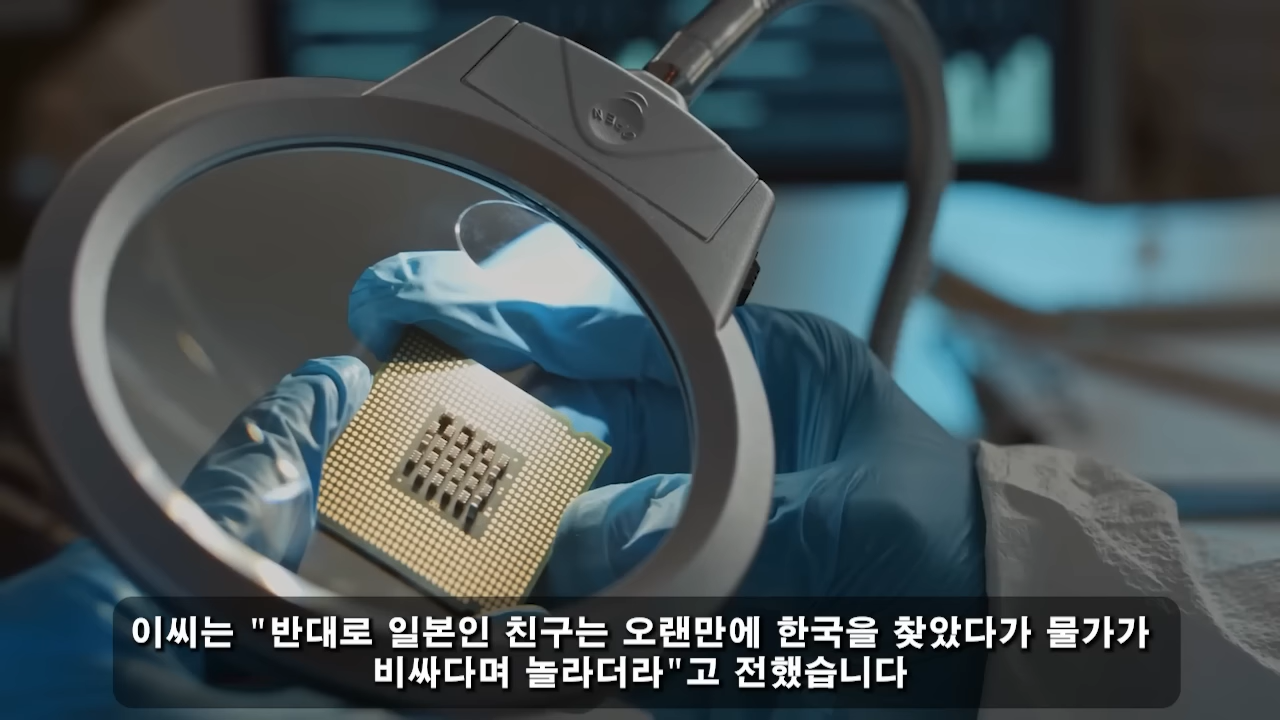 이씨는 "반대로 일본인 친구는 오랜만에 한국을 찾았다가 물가가
비싸다며 놀라더라"고 전했습니다